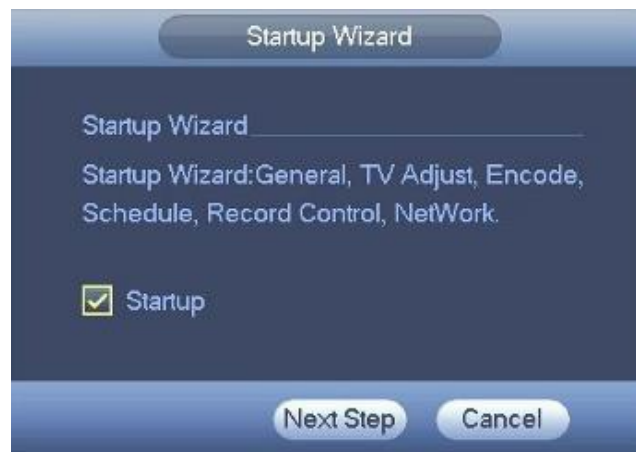 Startup Wizard
Startup Wizard
Startup Wizard:General, TV Adjust, Encode,
Schedule, Record Control, NetWork.
Startup
Next Step Cancel